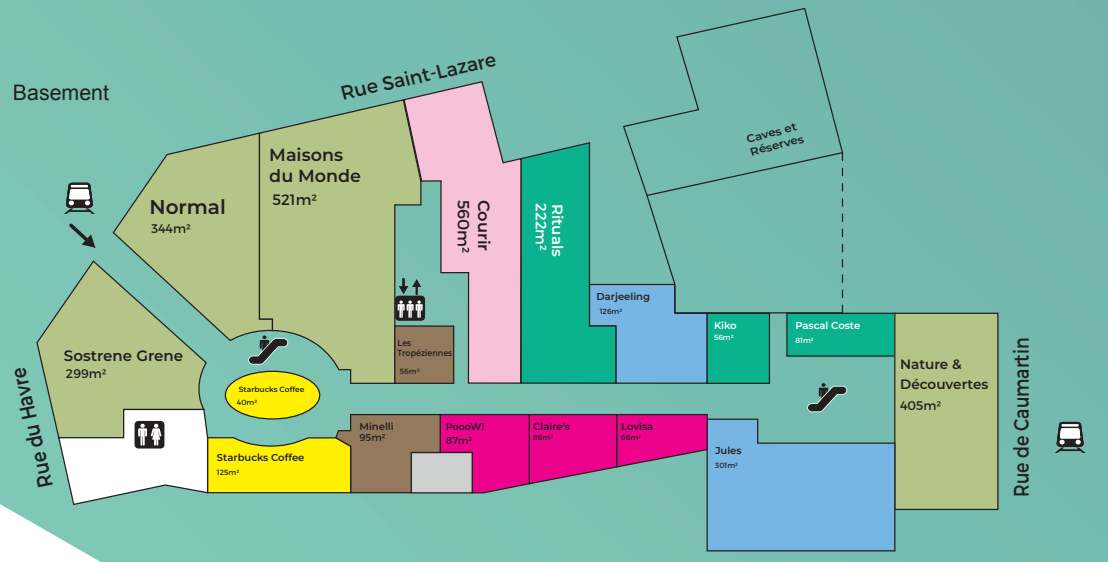 Basement
Rue Saint-Lazare
Caves et
Réserves
Normal
344m²
Maisons
du Monde
521m²
Courir
560m²
Rituals
222m²
Darjeeling
126m²
Kiko
56m²
Pascal Coste
81m²
Nature &
Découvertes
405m²
Rue de Caumartin
Les
Tropéziennes
56m²
Sostrene Grene
299m²
Rue du Havre
Starbucks Coffee
40m²
Starbucks Coffee
125m²
Minelli
95m²
PoooW!
87m²
Claire's
86m²
Lovisa
66m²
Jules
301m²